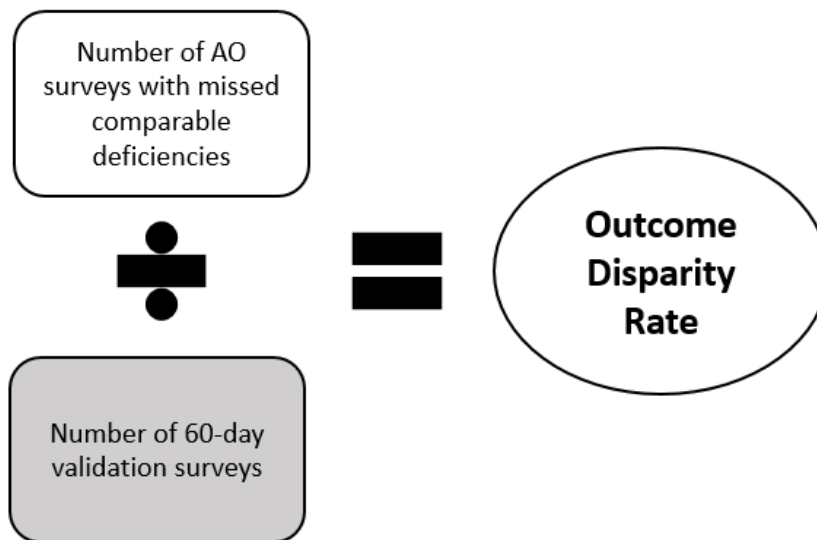 Number of AO
surveys with missed
comparable
deficiencies
Outcome
Disparity
Rate
Number of 60-day
validation surveys